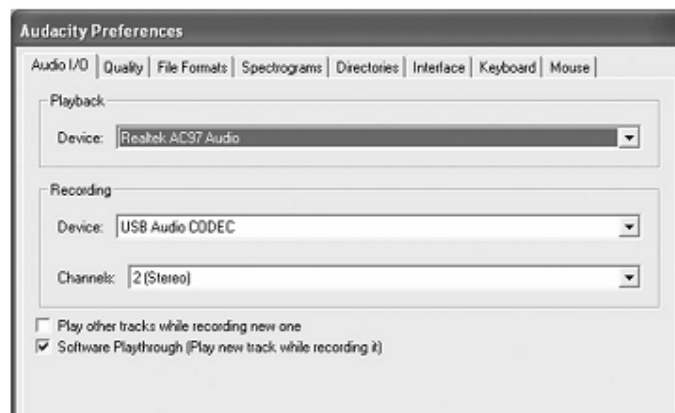 Audacity Preferences
Audio I/O Quality File Formats Spectrograms Directories Interface Keyboard Mouse
Playback
Device: Realtek AC97 Audio
Recording
Device: USB Audio CODEC
Channels: 2 (Stereo)
Play other tracks while recording new one
Software Playthrough (Play new track while recording it)